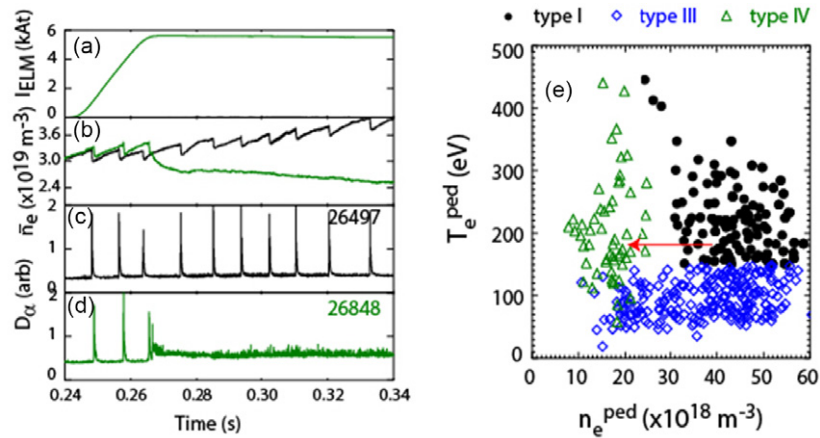 ● type I ◇ type III △ type IV
(a)
I_ELM (kAt)
6
4
2
0
(b)
n̄_e (x10^19 m^-3)
3.6
3.0
2.4
(c)
26497
2
1
0
(d)
26848
D_α (arb)
2
1
0
0.24 0.26 0.28 0.30 0.32 0.34
Time (s)
(e)
T_e^ped (eV)
500
400
300
200
100
0
0 10 20 30 40 50 60
n_e^ped (x10^18 m^-3)